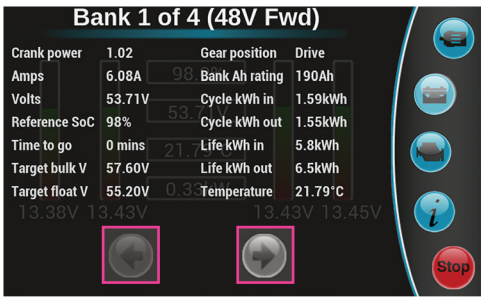 Bank 1 of 4 (48V Fwd)
Crank power 1.02 Gear position Drive
Amps 6.08A Bank Ah rating 190Ah
Volts 53.71V Cycle kWh in 1.59kWh
Reference SoC 98% Cycle kWh out 1.55kWh
Time to go 0 mins Life kWh in 5.8kWh
Target bulk V 57.60V Life kWh out 6.5kWh
Target float V 55.20V Temperature 21.79°C
13.38V 13.43V 13.43V 13.45V
i
Stop